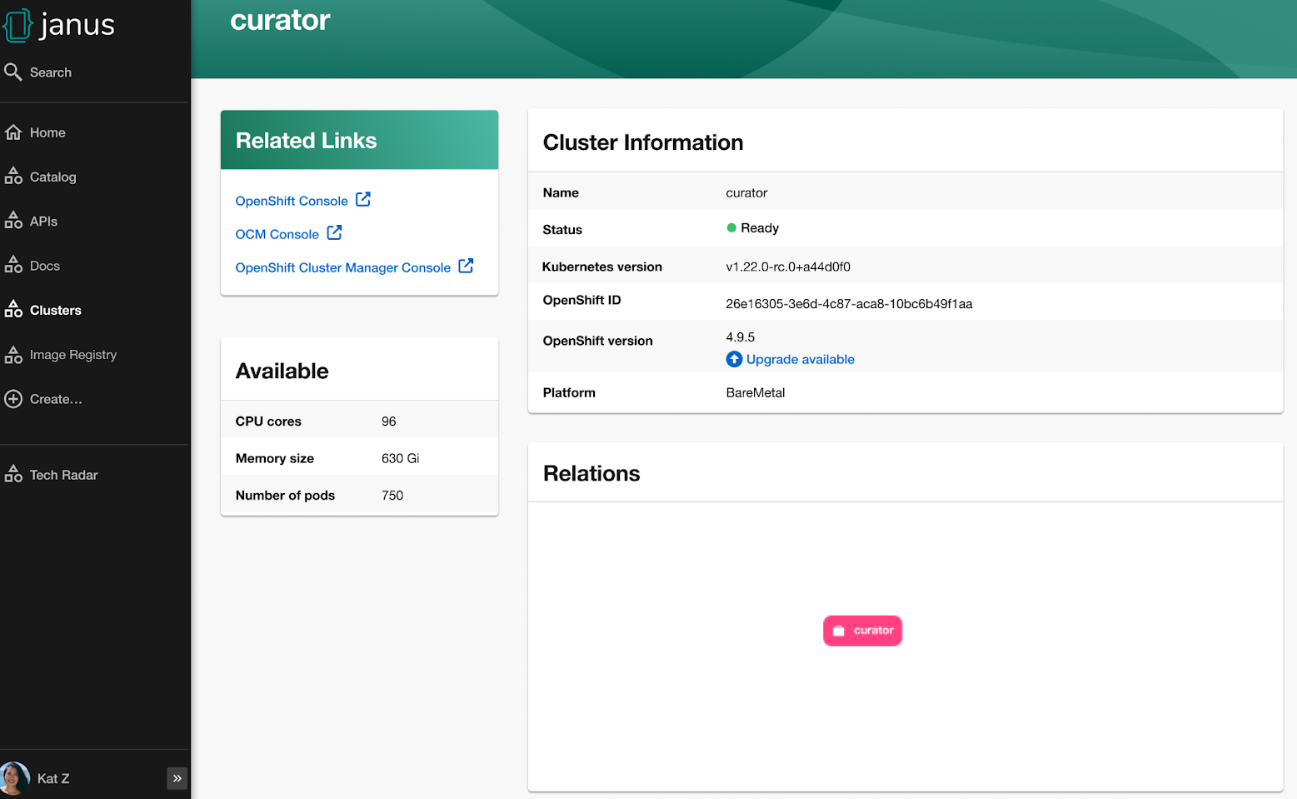 janus
Search
Home
Catalog
APIs
Docs
Clusters
Image Registry
Create...
Tech Radar
Kat Z
curator
Related Links
OpenShift Console
OCM Console
OpenShift Cluster Manager Console
Available
CPU cores 96
Memory size 630 Gi
Number of pods 750
Cluster Information
Name curator
Status Ready
Kubernetes version v1.22.0-rc.0+a44d0f0
OpenShift ID 26e16305-3e6d-4c87-aca8-10bc6b49f1aa
OpenShift version 4.9.5
Upgrade available
Platform BareMetal
Relations
curator